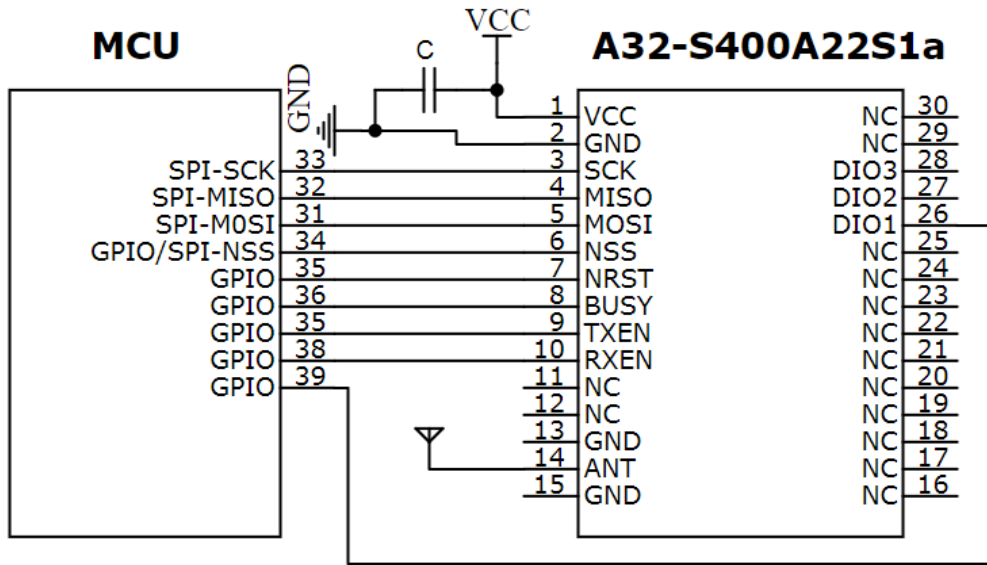 VCC
MCU
C
A32-S400A22S1a
GND
1 VCC
NC 30
2 GND
NC 29
SPI-SCK 33
3 SCK
DIO3 28
SPI-MISO 32
4 MISO
DIO2 27
SPI-M0SI 31
5 MOSI
DIO1 26
GPIO/SPI-NSS 34
6 NSS
NC 25
GPIO 35
7 NRST
NC 24
GPIO 36
8 BUSY
NC 23
GPIO 35
9 TXEN
NC 22
GPIO 38
10 RXEN
NC 21
GPIO 39
11 NC
NC 20
12 NC
NC 19
13 GND
NC 18
14 ANT
NC 17
15 GND
NC 16